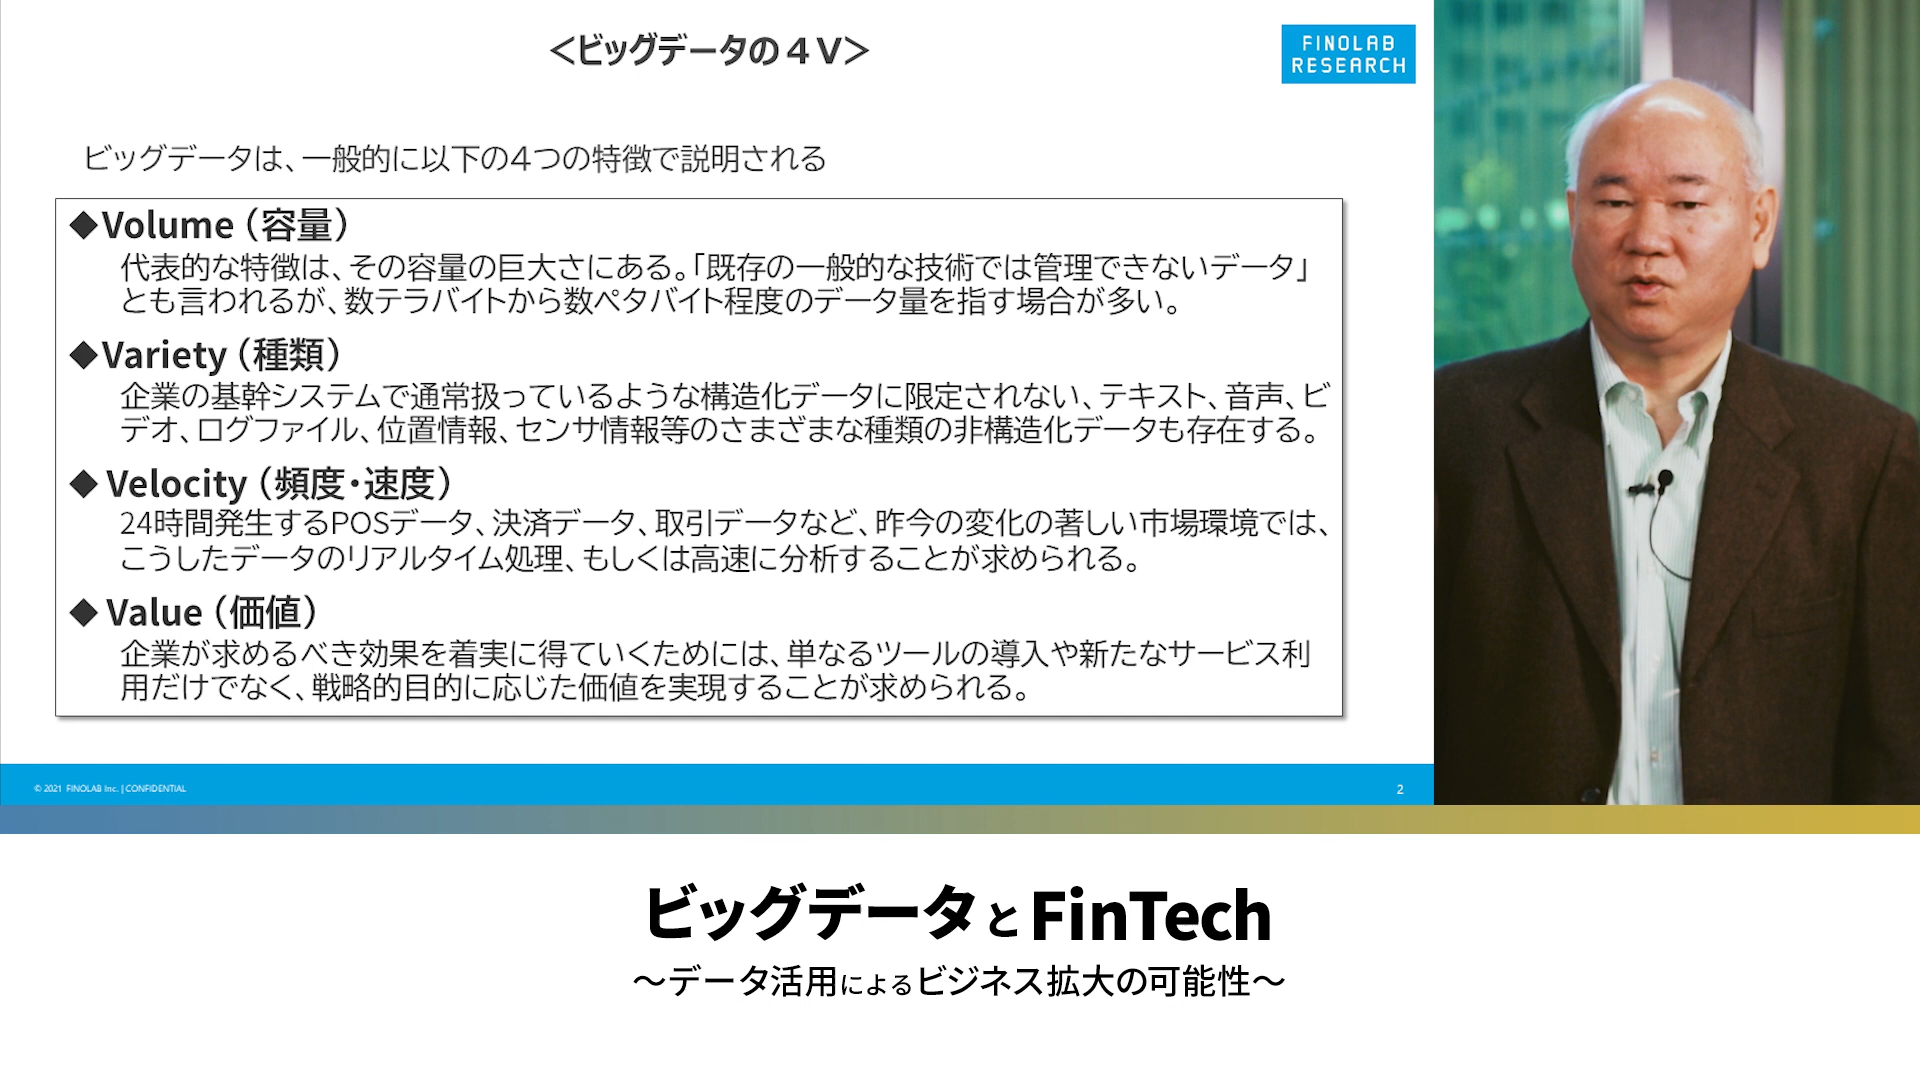 ＜ビッグデータの４Ｖ＞
FINOLAB
RESEARCH
ビッグデータは、一般的に以下の４つの特徴で説明される
◆Volume（容量）
代表的な特徴は、その容量の巨大さにある。「既存の一般的な技術では管理できないデータ」
とも言われるが、数テラバイトから数ペタバイト程度のデータ量を指す場合が多い。
◆Variety（種類）
企業の基幹システムで通常扱っているような構造化データに限定されない、テキスト、音声、ビ
デオ、ログファイル、位置情報、センサ情報等のさまざまな種類の非構造化データも存在する。
◆ Velocity（頻度・速度）
24時間発生するPOSデータ、決済データ、取引データなど、昨今の変化の著しい市場環境では、
こうしたデータのリアルタイム処理、もしくは高速に分析することが求められる。
◆ Value（価値）
企業が求めるべき効果を着実に得ていくためには、単なるツールの導入や新たなサービス利
用だけでなく、戦略的目的に応じた価値を実現することが求められる。
© 2021 FINOLAB Inc. | CONFIDENTIAL
2
ビッグデータとFinTech
〜データ活用によるビジネス拡大の可能性〜